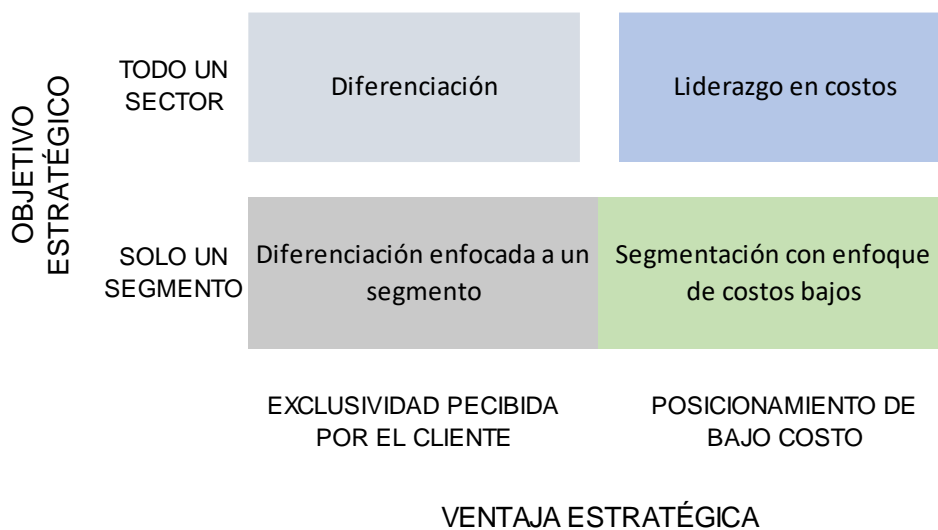 OBJETIVO
ESTRATÉGICO
TODO UN
SECTOR
Diferenciación
Liderazgo en costos
SOLO UN
SEGMENTO
Diferenciación enfocada a un
segmento
Segmentación con enfoque
de costos bajos
EXCLUSIVIDAD PECIBIDA
POR EL CLIENTE
POSICIONAMIENTO DE
BAJO COSTO
VENTAJA ESTRATÉGICA